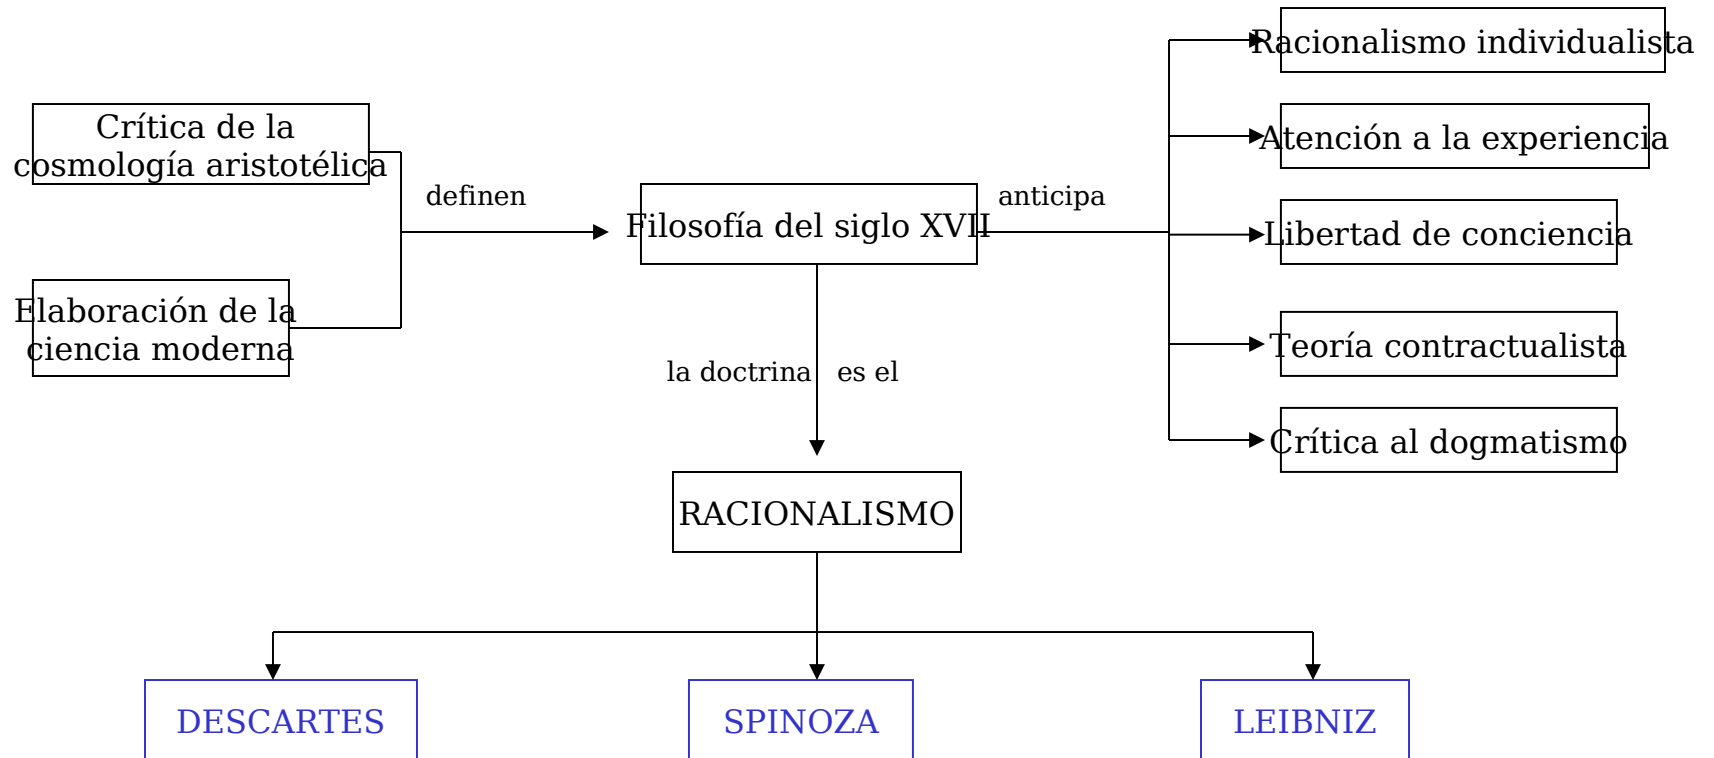 Racionalismo individualista
Crítica de la
cosmología aristotélica
Atención a la experiencia
definen
Filosofía del siglo XVII
anticipa
Libertad de conciencia
Elaboración de la
ciencia moderna
Teoría contractualista
la doctrina es el
Crítica al dogmatismo
RACIONALISMO
DESCARTES
SPINOZA
LEIBNIZ